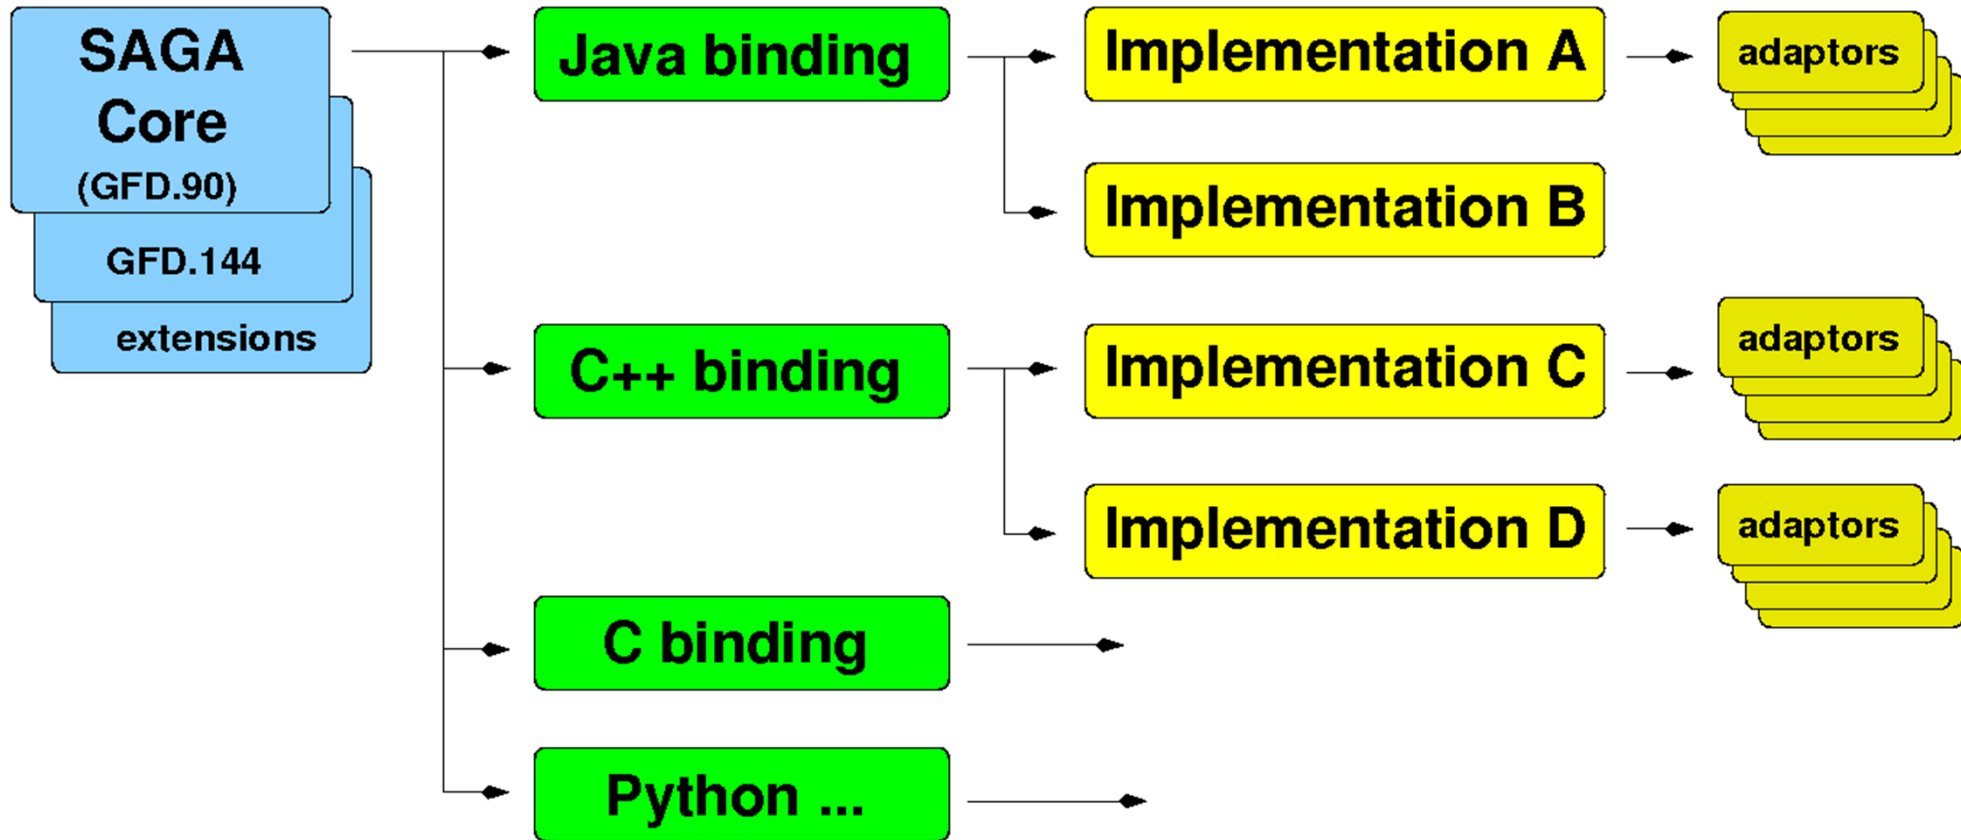 SAGA
Core
(GFD.90)
GFD.144
extensions
Java binding
Implementation A
adaptors
Implementation B
C++ binding
Implementation C
adaptors
Implementation D
adaptors
C binding
Python ...